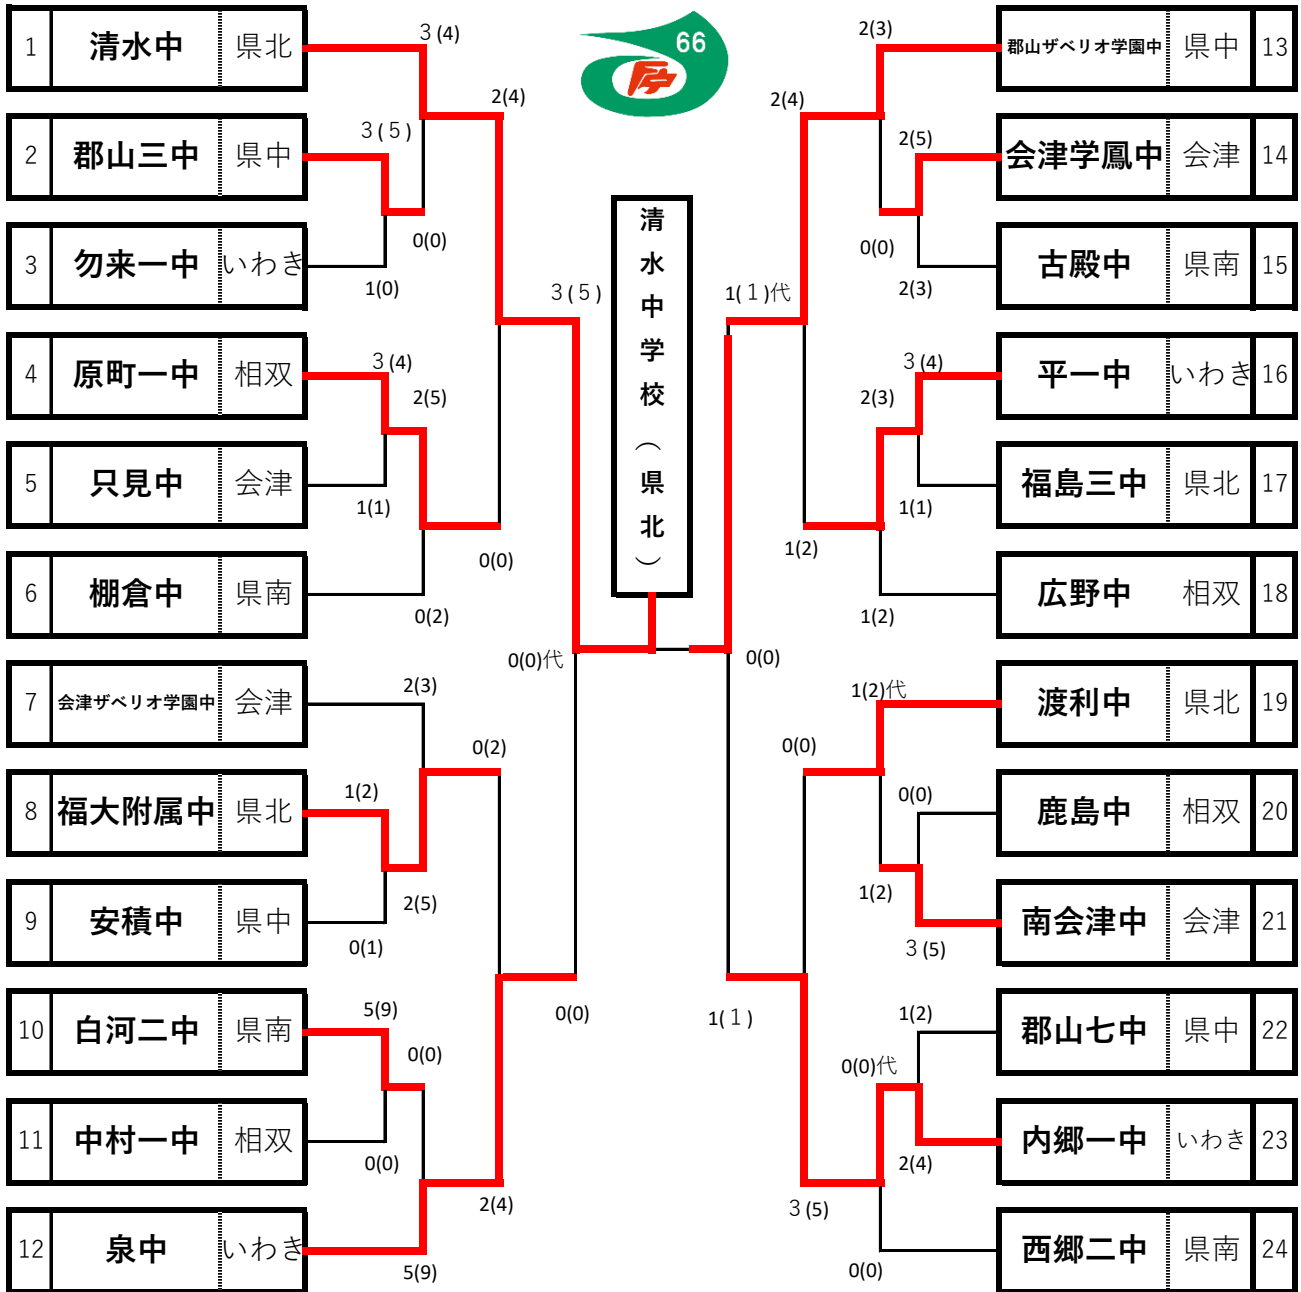 1 清水中 県北
2 郡山三中 県中
3 勿来一中 いわき
4 原町一中 相双
5 只見中 会津
6 棚倉中 県南
7 会津ザベリオ学園中 会津
8 福大附属中 県北
9 安積中 県中
10 白河二中 県南
11 中村一中 相双
12 泉中 いわき
3(4)
2(4)
3(5)
0(0)
1(0)
3(5)
3(4)
2(5)
1(1)
0(0)
0(2)
0(0)代
2(3)
0(2)
1(2)
2(5)
0(1)
5(9)
0(0)
0(0)
0(0)
2(4)
5(9)
66
清水中学校(県北)
2(3)
2(4)
2(5)
0(0)
2(3)
1(1)代
3(4)
2(3)
1(1)
1(2)
1(2)
0(0)
1(2)代
0(0)
0(0)
1(2)
3(5)
1(2)
1(1)
0(0)代
2(4)
3(5)
0(0)
郡山ザベリオ学園中 県中 13
会津学鳳中 会津 14
古殿中 県南 15
平一中 いわき 16
福島三中 県北 17
広野中 相双 18
渡利中 県北 19
鹿島中 相双 20
南会津中 会津 21
郡山七中 県中 22
内郷一中 いわき 23
西郷二中 県南 24